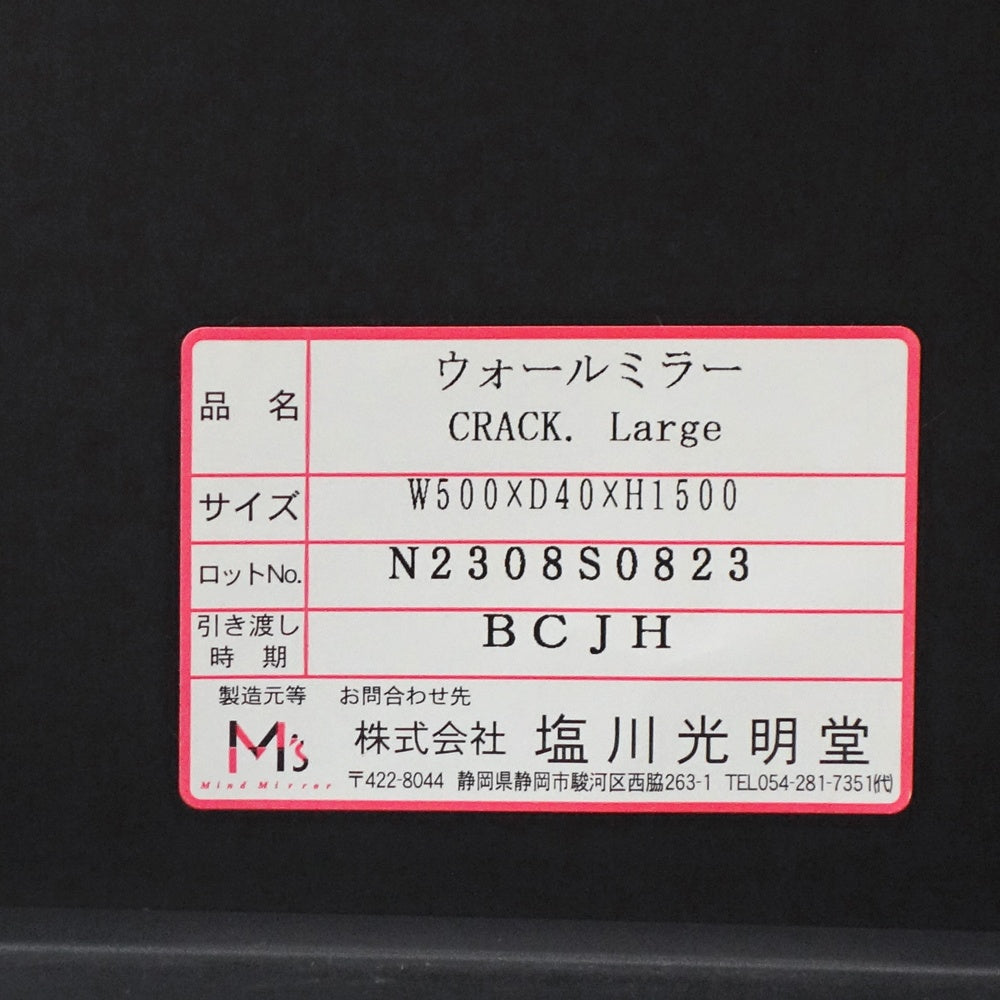 品　名
ウォールミラー
CRACK.　Large
サイズ
W500×D40×H1500
ロットNo.
N2308S0823
引き渡し
時　期
BCJH
製造元等　お問合わせ先
M's
Mind Mirror
株式会社 塩川光明堂
〒422-8044 静岡県静岡市駿河区西脇263-1 TEL054-281-7351㈹